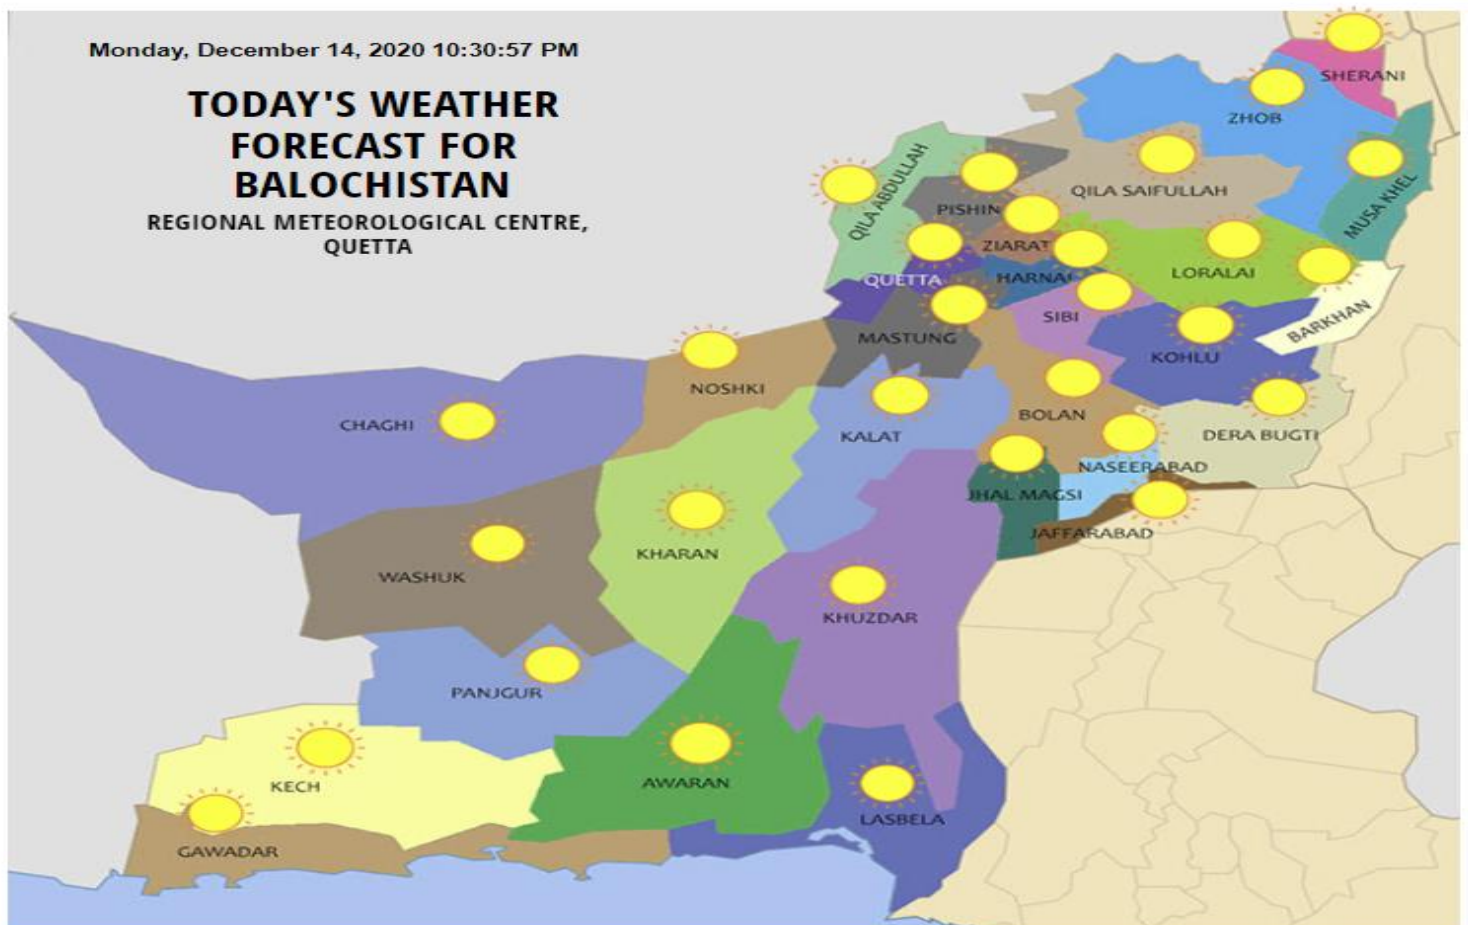 Monday, December 14, 2020 10:30:57 PM
TODAY'S WEATHER
FORECAST FOR
BALOCHISTAN
REGIONAL METEOROLOGICAL CENTRE,
QUETTA
SHERANI
ZHOB
MUSA KHEL
QILA ABDULLAH
QILA SAIFULLAH
PISHIN
ZIARAT
LORALAI
QUETTA
HARNAI
BARKHAN
SIBI
MASTUNG
KOHLU
NOSHKI
BOLAN
CHAGHI
KALAT
DERA BUGTI
NASEERABAD
JHAL MAGSI
JAFFARABAD
KHARAN
WASHUK
KHUZDAR
PANJGUR
KECH
AWARAN
LASBELA
GAWADAR